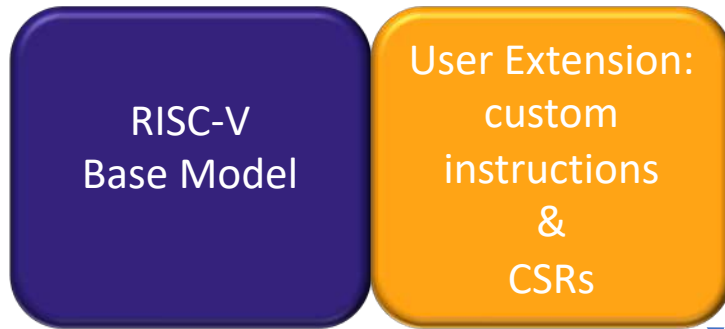 RISC-V
Base Model
User Extension:
custom
instructions
&
CSRs